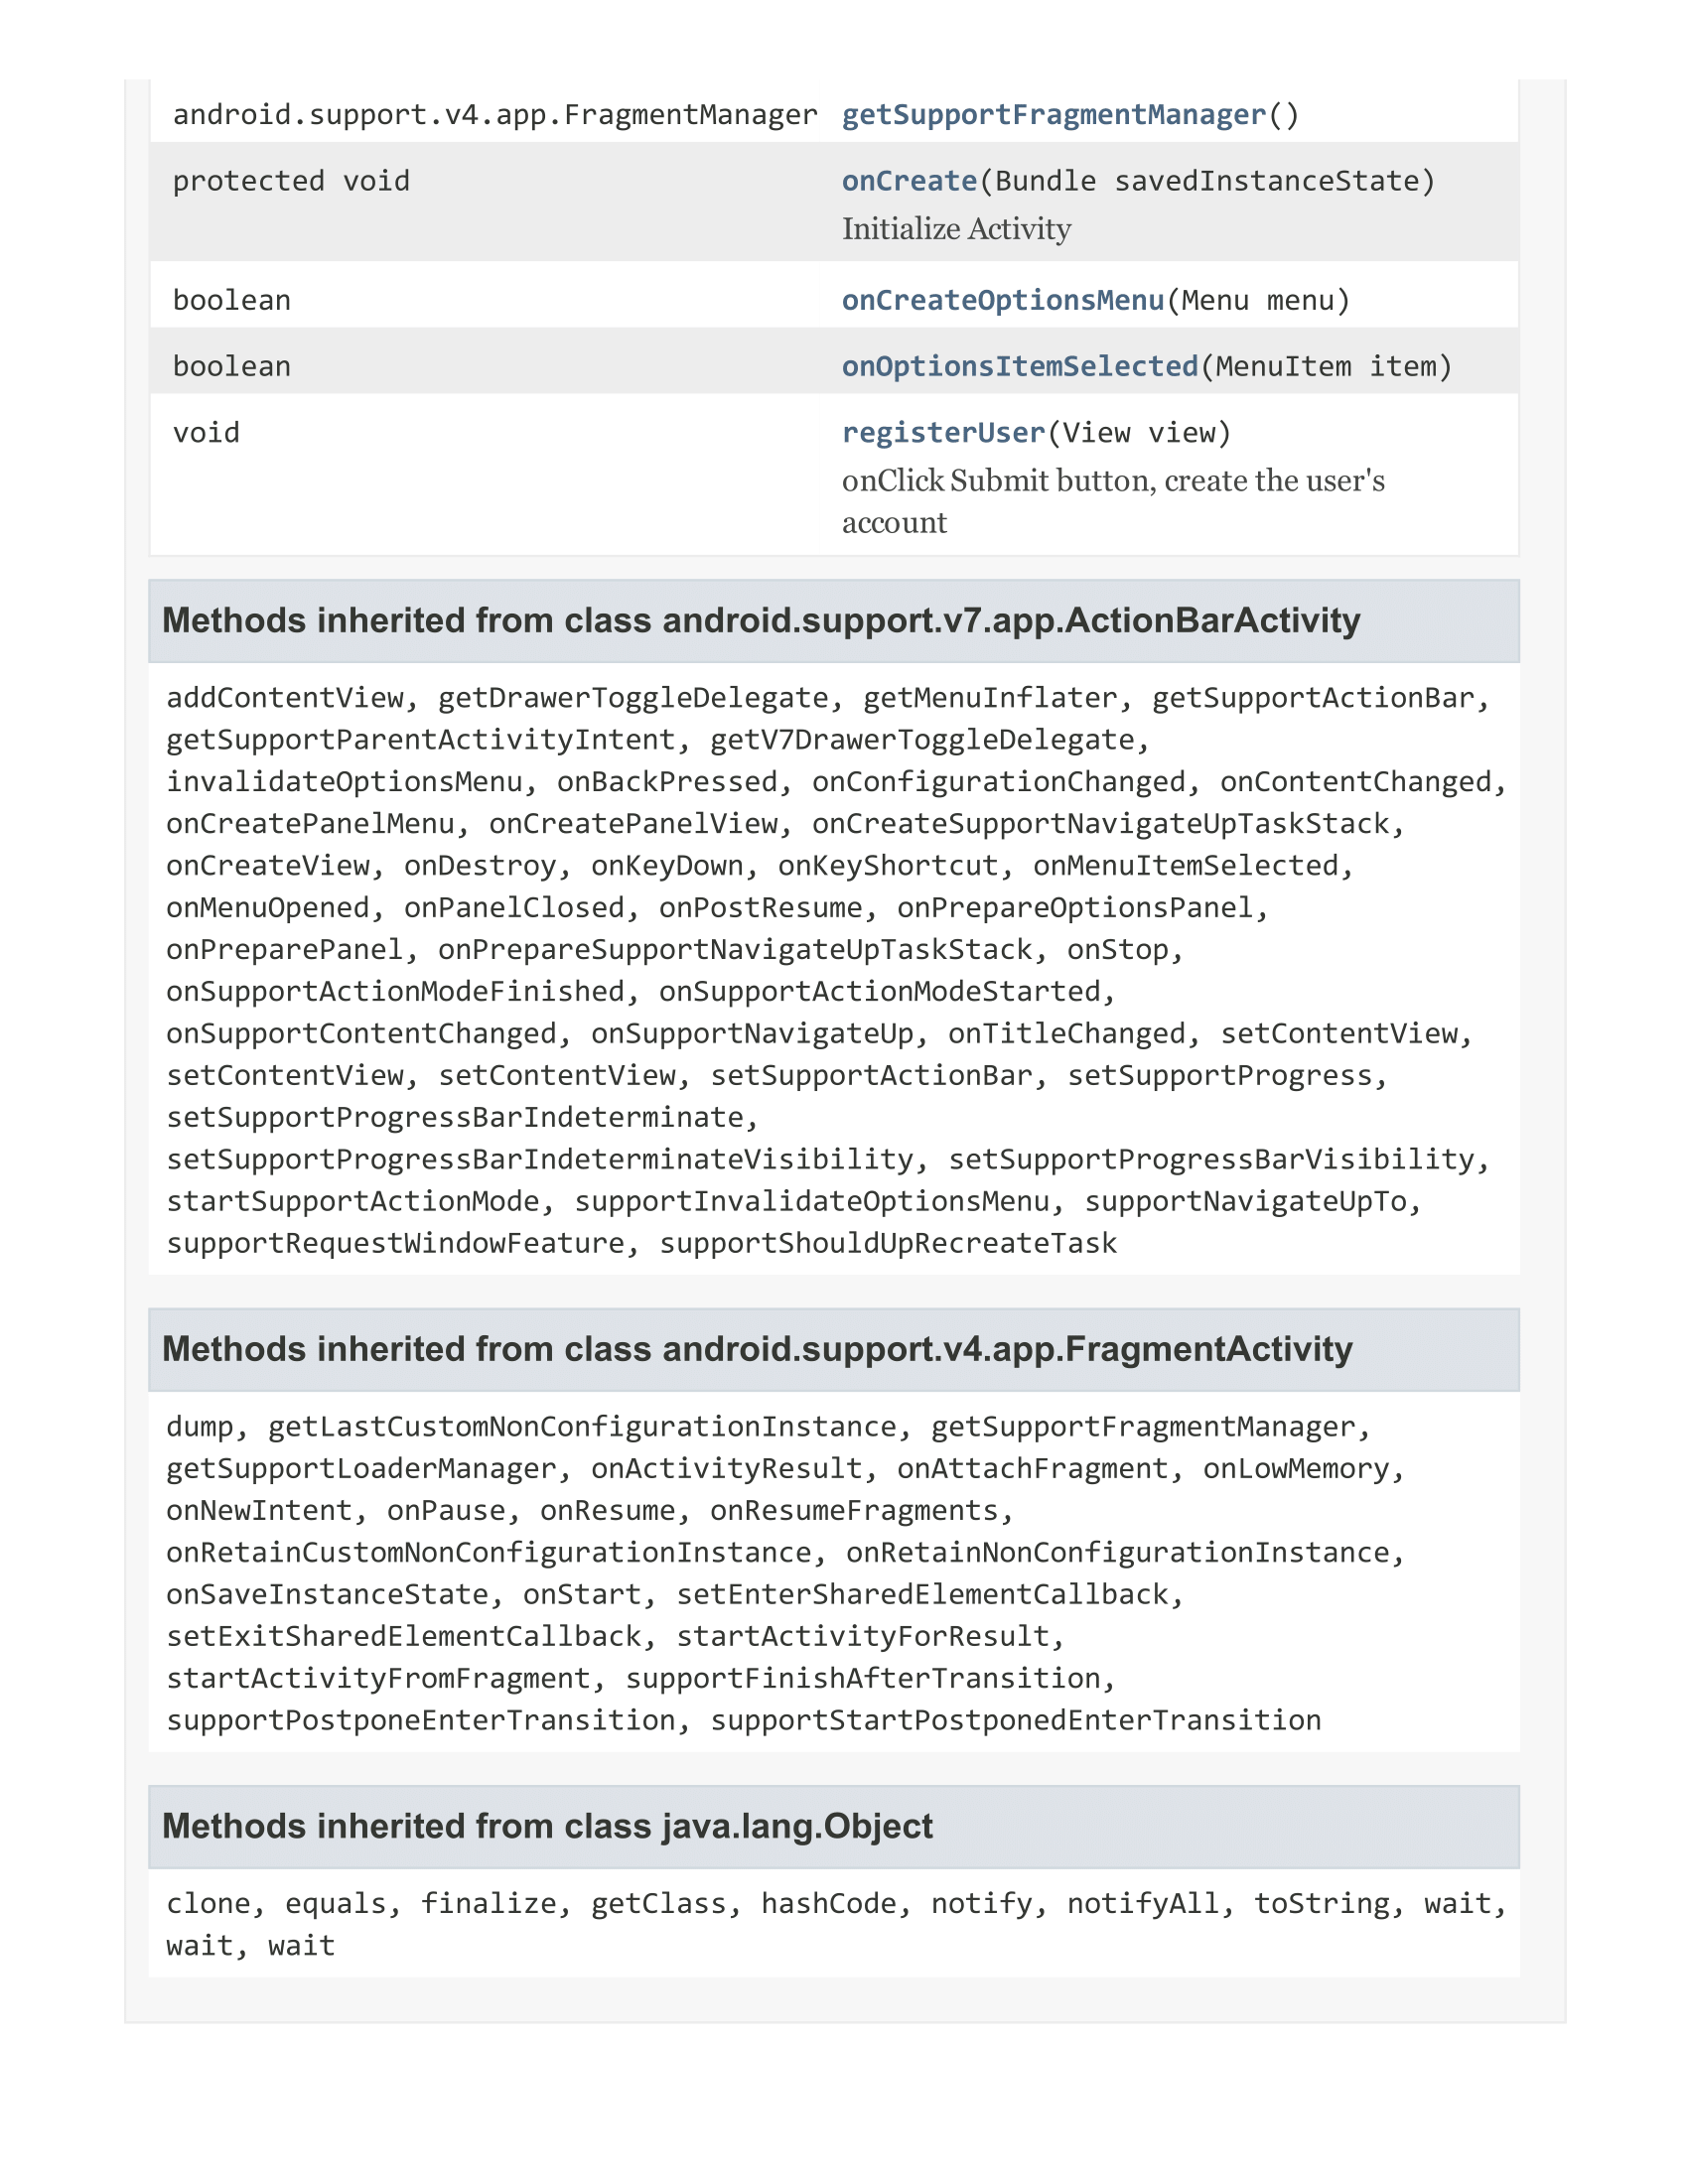 android.support.v4.app.FragmentManager getSupportFragmentManager()
protected void onCreate(Bundle savedInstanceState)
Initialize Activity
boolean onCreateOptionsMenu(Menu menu)
boolean onOptionsItemSelected(MenuItem item)
void registerUser(View view)
onClick Submit button, create the user's
account
Methods inherited from class android.support.v7.app.ActionBarActivity
addContentView, getDrawerToggleDelegate, getMenuInflater, getSupportActionBar,
getSupportParentActivityIntent, getV7DrawerToggleDelegate,
invalidateOptionsMenu, onBackPressed, onConfigurationChanged, onContentChanged,
onCreatePanelMenu, onCreatePanelView, onCreateSupportNavigateUpTaskStack,
onCreateView, onDestroy, onKeyDown, onKeyShortcut, onMenuItemSelected,
onMenuOpened, onPanelClosed, onPostResume, onPrepareOptionsPanel,
onPreparePanel, onPrepareSupportNavigateUpTaskStack, onStop,
onSupportActionModeFinished, onSupportActionModeStarted,
onSupportContentChanged, onSupportNavigateUp, onTitleChanged, setContentView,
setContentView, setContentView, setSupportActionBar, setSupportProgress,
setSupportProgressBarIndeterminate,
setSupportProgressBarIndeterminateVisibility, setSupportProgressBarVisibility,
startSupportActionMode, supportInvalidateOptionsMenu, supportNavigateUpTo,
supportRequestWindowFeature, supportShouldUpRecreateTask
Methods inherited from class android.support.v4.app.FragmentActivity
dump, getLastCustomNonConfigurationInstance, getSupportFragmentManager,
getSupportLoaderManager, onActivityResult, onAttachFragment, onLowMemory,
onNewIntent, onPause, onResume, onResumeFragments,
onRetainCustomNonConfigurationInstance, onRetainNonConfigurationInstance,
onSaveInstanceState, onStart, setEnterSharedElementCallback,
setExitSharedElementCallback, startActivityForResult,
startActivityFromFragment, supportFinishAfterTransition,
supportPostponeEnterTransition, supportStartPostponedEnterTransition
Methods inherited from class java.lang.Object
clone, equals, finalize, getClass, hashCode, notify, notifyAll, toString, wait,
wait, wait